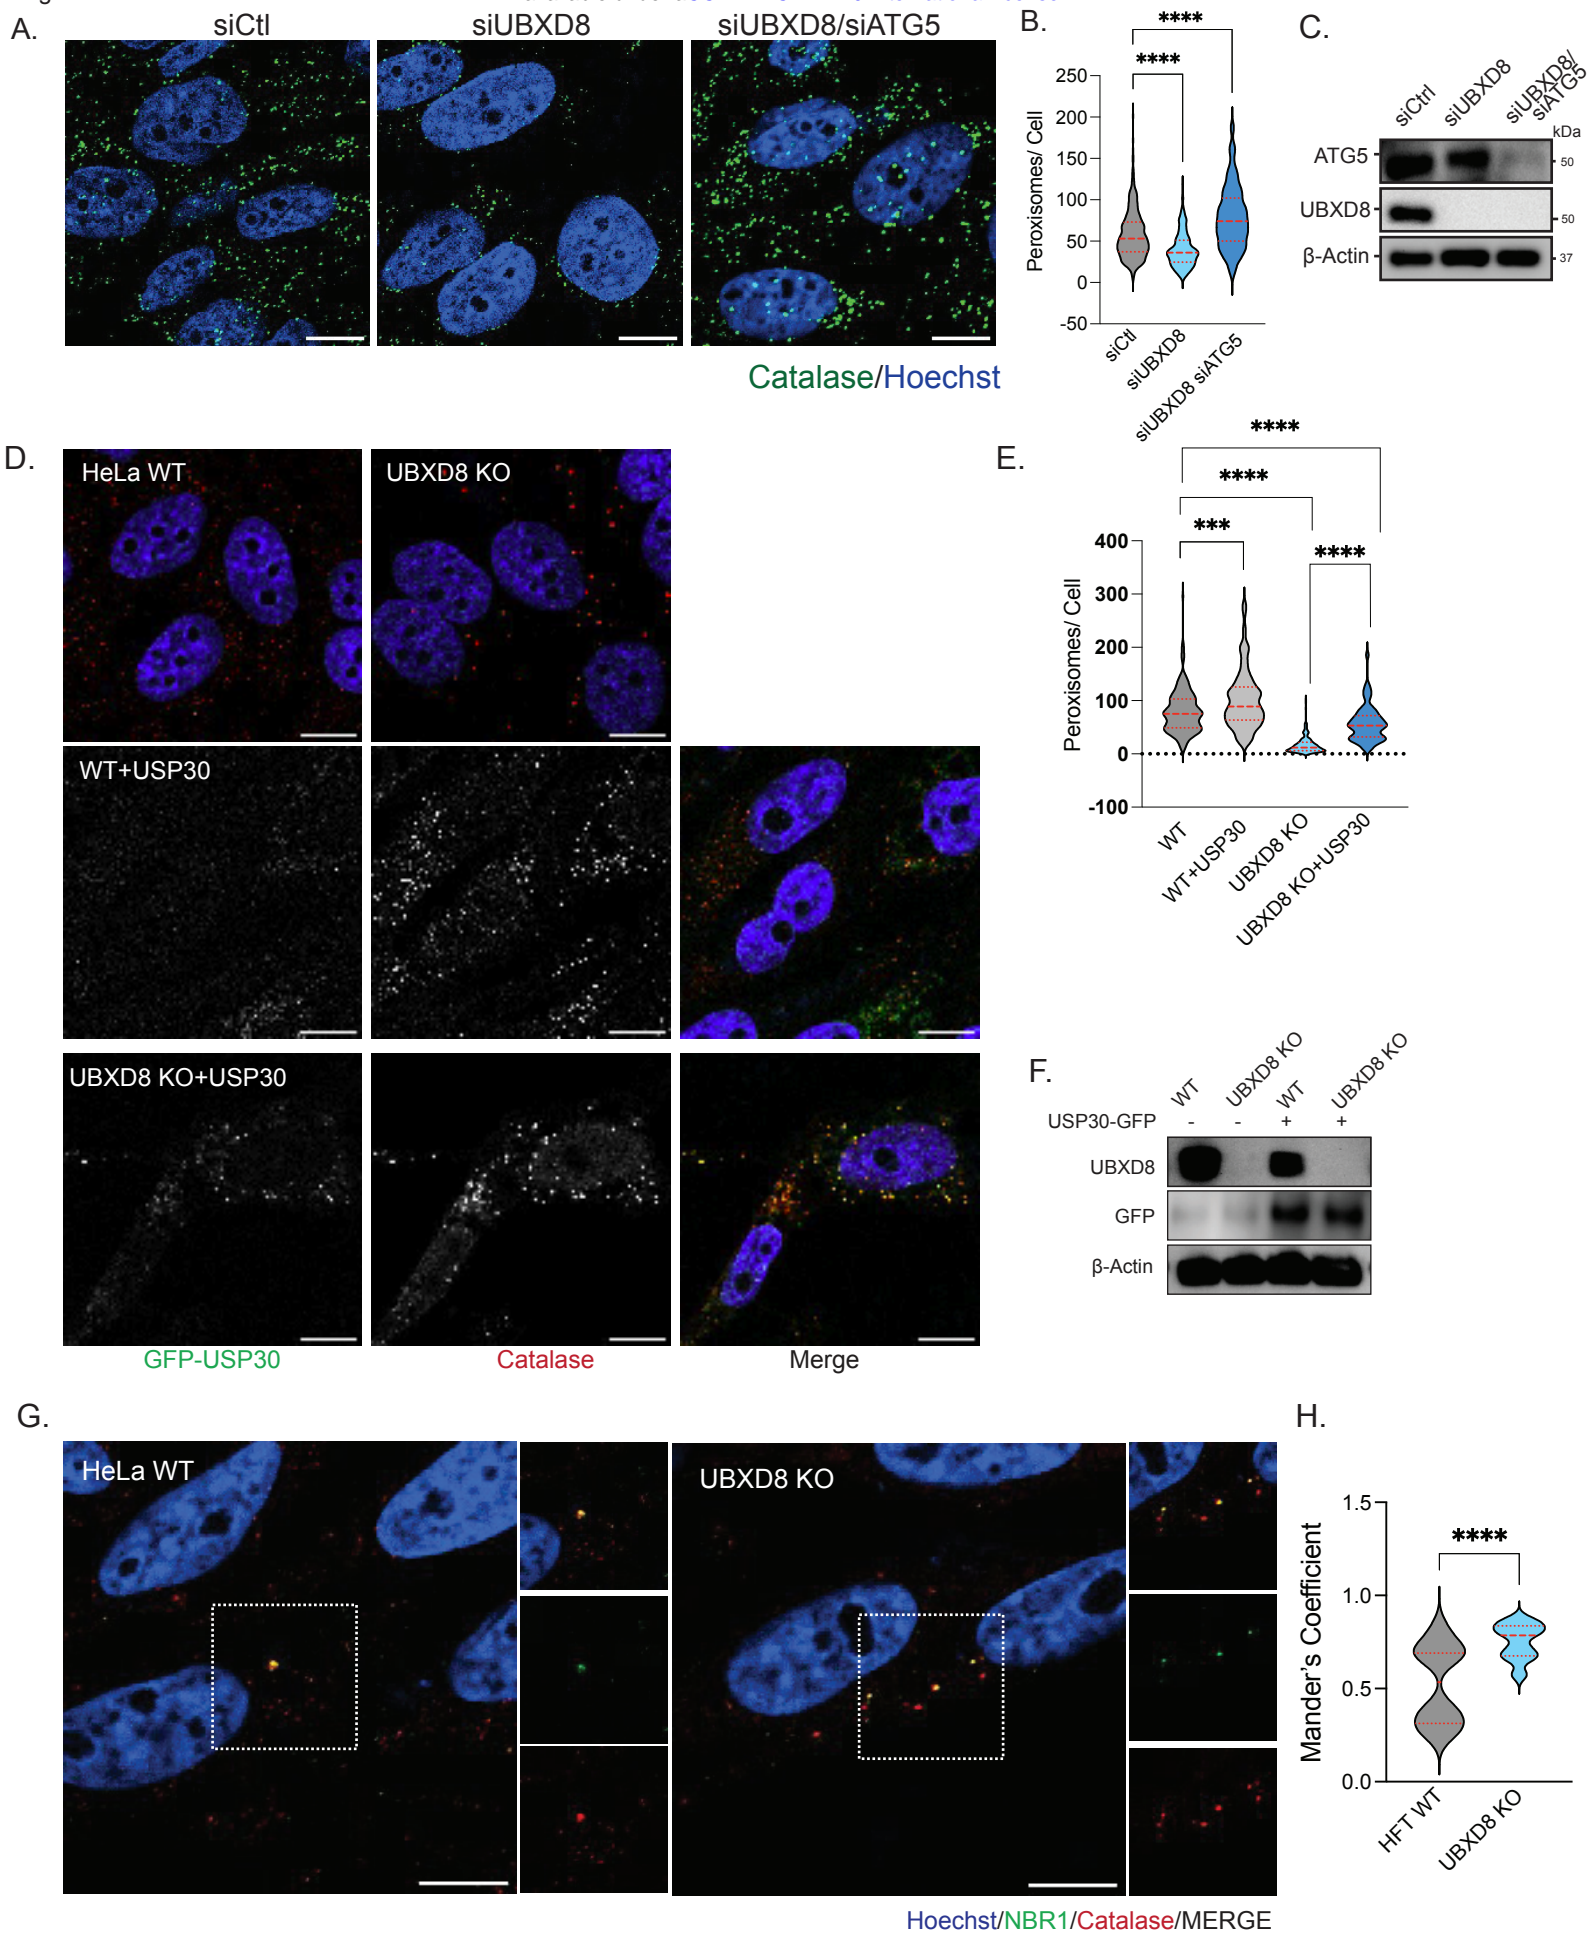 A.
siCtl
siUBXD8
siUBXD8/siATG5
Catalase/Hoechst
B.
****
****
Peroxisomes/ Cell
250
200
150
100
50
0
-50
siCtl
siUBXD8
siUBXD8 siATG5
C.
siCtrl
siUBXD8
siUBXD8/
siATG5
kDa
ATG5
50
UBXD8
50
β-Actin
37
D.
HeLa WT
UBXD8 KO
WT+USP30
UBXD8 KO+USP30
GFP-USP30
Catalase
Merge
E.
****
****
***
****
Peroxisomes/ Cell
400
300
200
100
0
-100
WT
WT+USP30
UBXD8 KO
UBXD8 KO+USP30
F.
WT
UBXD8 KO
WT
UBXD8 KO
USP30-GFP
-
-
+
+
UBXD8
GFP
β-Actin
G.
HeLa WT
UBXD8 KO
Hoechst/NBR1/Catalase/MERGE
H.
****
Mander's Coefficient
1.5
1.0
0.5
0.0
HFT WT
UBXD8 KO